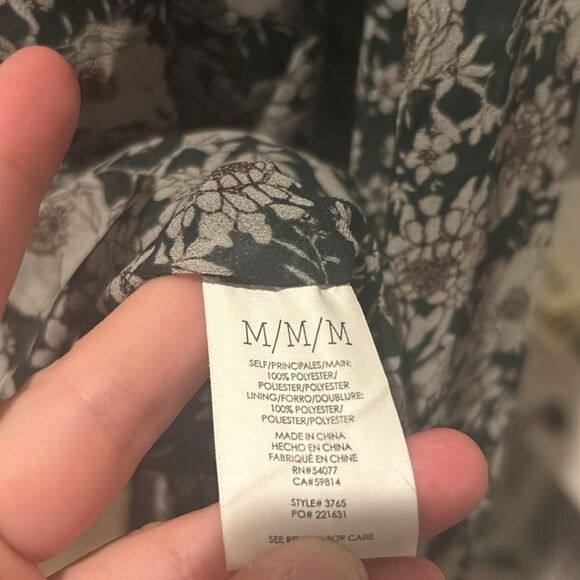 M/M/M
SELF/PRINCIPALES/MAIN:
100% POLYESTER/
POLIESTER/POLYESTER
LINING/FORRO/DOUBLURE:
100% POLYESTER/
POLIESTER/POLYESTER
MADE IN CHINA
HECHO EN CHINA
FABRIQUÉ EN CHINE
RN#54077
CA#59814
STYLE# 3765
PO# 221631
SEE FOR CARE